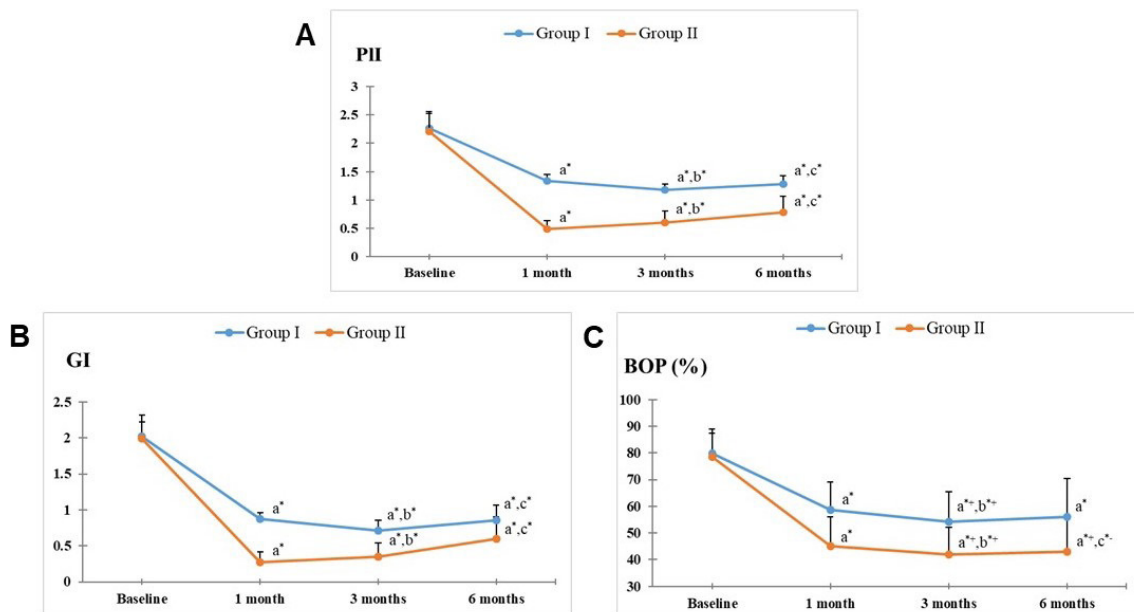 A
Group I Group II
PlI
3
2.5
2
1.5
1
0.5
0
a* a*,b* a*,c*
a* a*,b* a*,c*
Baseline 1 month 3 months 6 months
B
Group I Group II
GI
2.5
2
1.5
1
0.5
0
a* a*,b* a*,c*
a* a*,b* a*,c*
Baseline 1 month 3 months 6 months
C
Group I Group II
BOP (%)
100
90
80
70
60
50
40
30
a* a*⁺,b*⁺ a*
a* a*⁺,b*⁺ a*⁺,c*⁻
Baseline 1 month 3 months 6 months